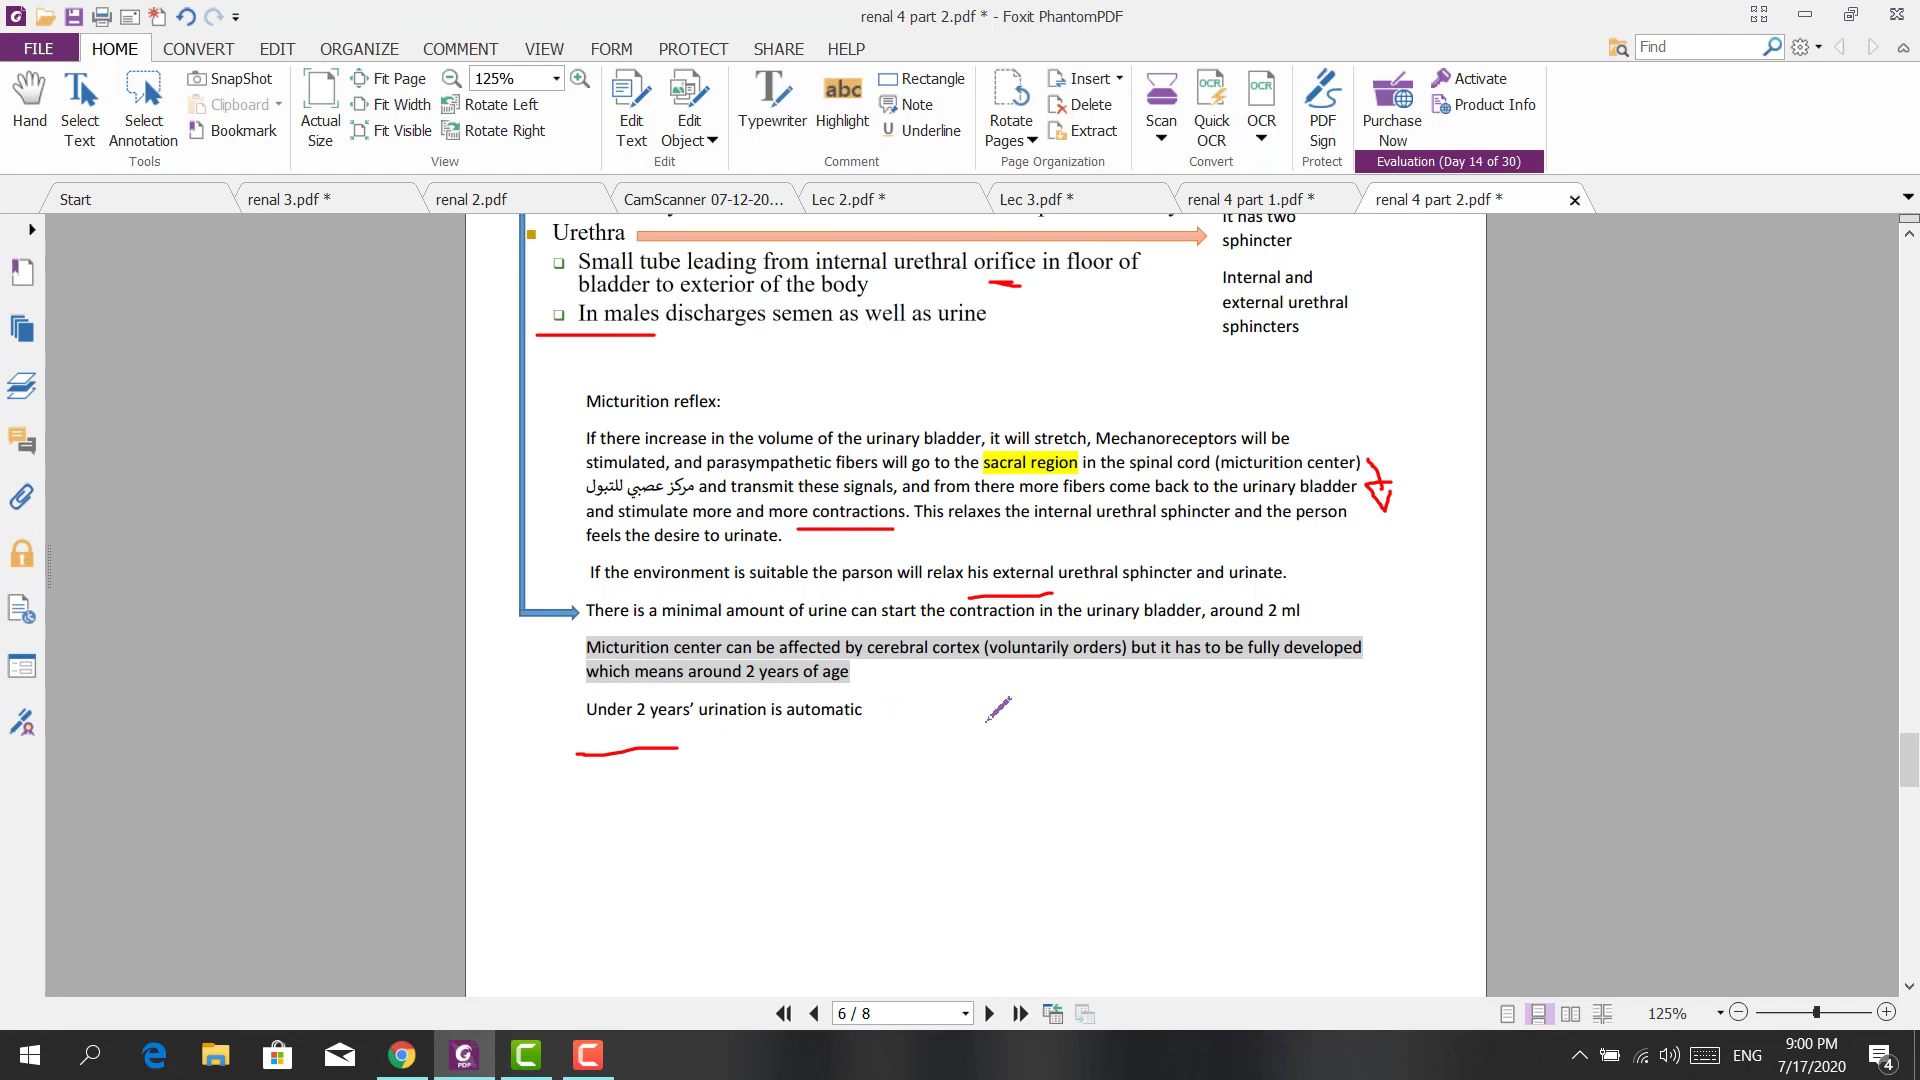 renal 4 part 2.pdf * - Foxit PhantomPDF
FILE HOME CONVERT EDIT ORGANIZE COMMENT VIEW FORM PROTECT SHARE HELP Find
Hand Select Text Select Annotation SnapShot Clipboard Bookmark Tools
Actual Size Fit Page Fit Width Fit Visible 125% Rotate Left Rotate Right View
Edit Text Edit Object Edit
Typewriter abc Highlight Rectangle Note Underline Comment
Rotate Pages Insert Delete Extract Page Organization
Scan OCR Quick OCR OCR OCR Convert
PDF Sign Protect
Purchase Now Activate Product Info Evaluation (Day 14 of 30)
Start renal 3.pdf * renal 2.pdf CamScanner 07-12-20... Lec 2.pdf * Lec 3.pdf * renal 4 part 1.pdf * renal 4 part 2.pdf *
It has two
sphincter
Internal and
external urethral
sphincters
Urethra
Small tube leading from internal urethral orifice in floor of
bladder to exterior of the body
In males discharges semen as well as urine
Micturition reflex:
If there increase in the volume of the urinary bladder, it will stretch, Mechanoreceptors will be
stimulated, and parasympathetic fibers will go to the sacral region in the spinal cord (micturition center)
مركز عصبي للتبول and transmit these signals, and from there more fibers come back to the urinary bladder
and stimulate more and more contractions. This relaxes the internal urethral sphincter and the person
feels the desire to urinate.
If the environment is suitable the parson will relax his external urethral sphincter and urinate.
There is a minimal amount of urine can start the contraction in the urinary bladder, around 2 ml
Micturition center can be affected by cerebral cortex (voluntarily orders) but it has to be fully developed
which means around 2 years of age
Under 2 years’ urination is automatic
6 / 8
125%
PDF
ENG
9:00 PM
7/17/2020
4